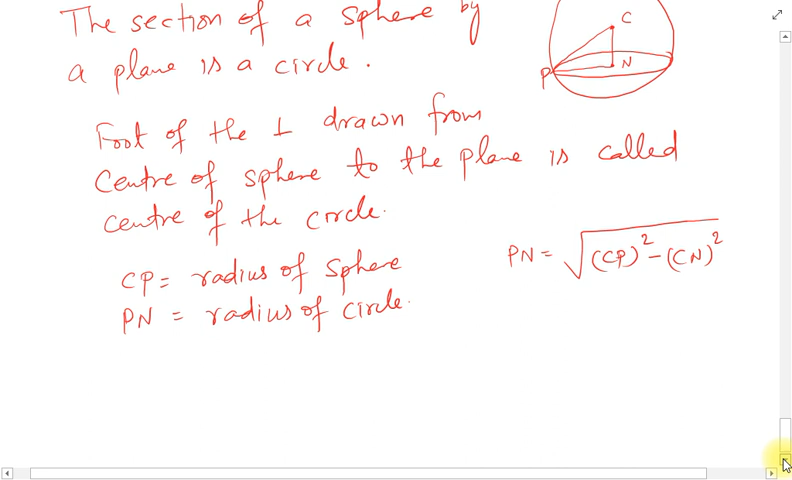 The section of a sphere by
a plane is a circle.
C
N
P
Foot of the ⊥ drawn from
centre of sphere to the plane is called
centre of the circle.
CP = radius of sphere
PN = √((CP)² - (CN)²)
PN = radius of circle.